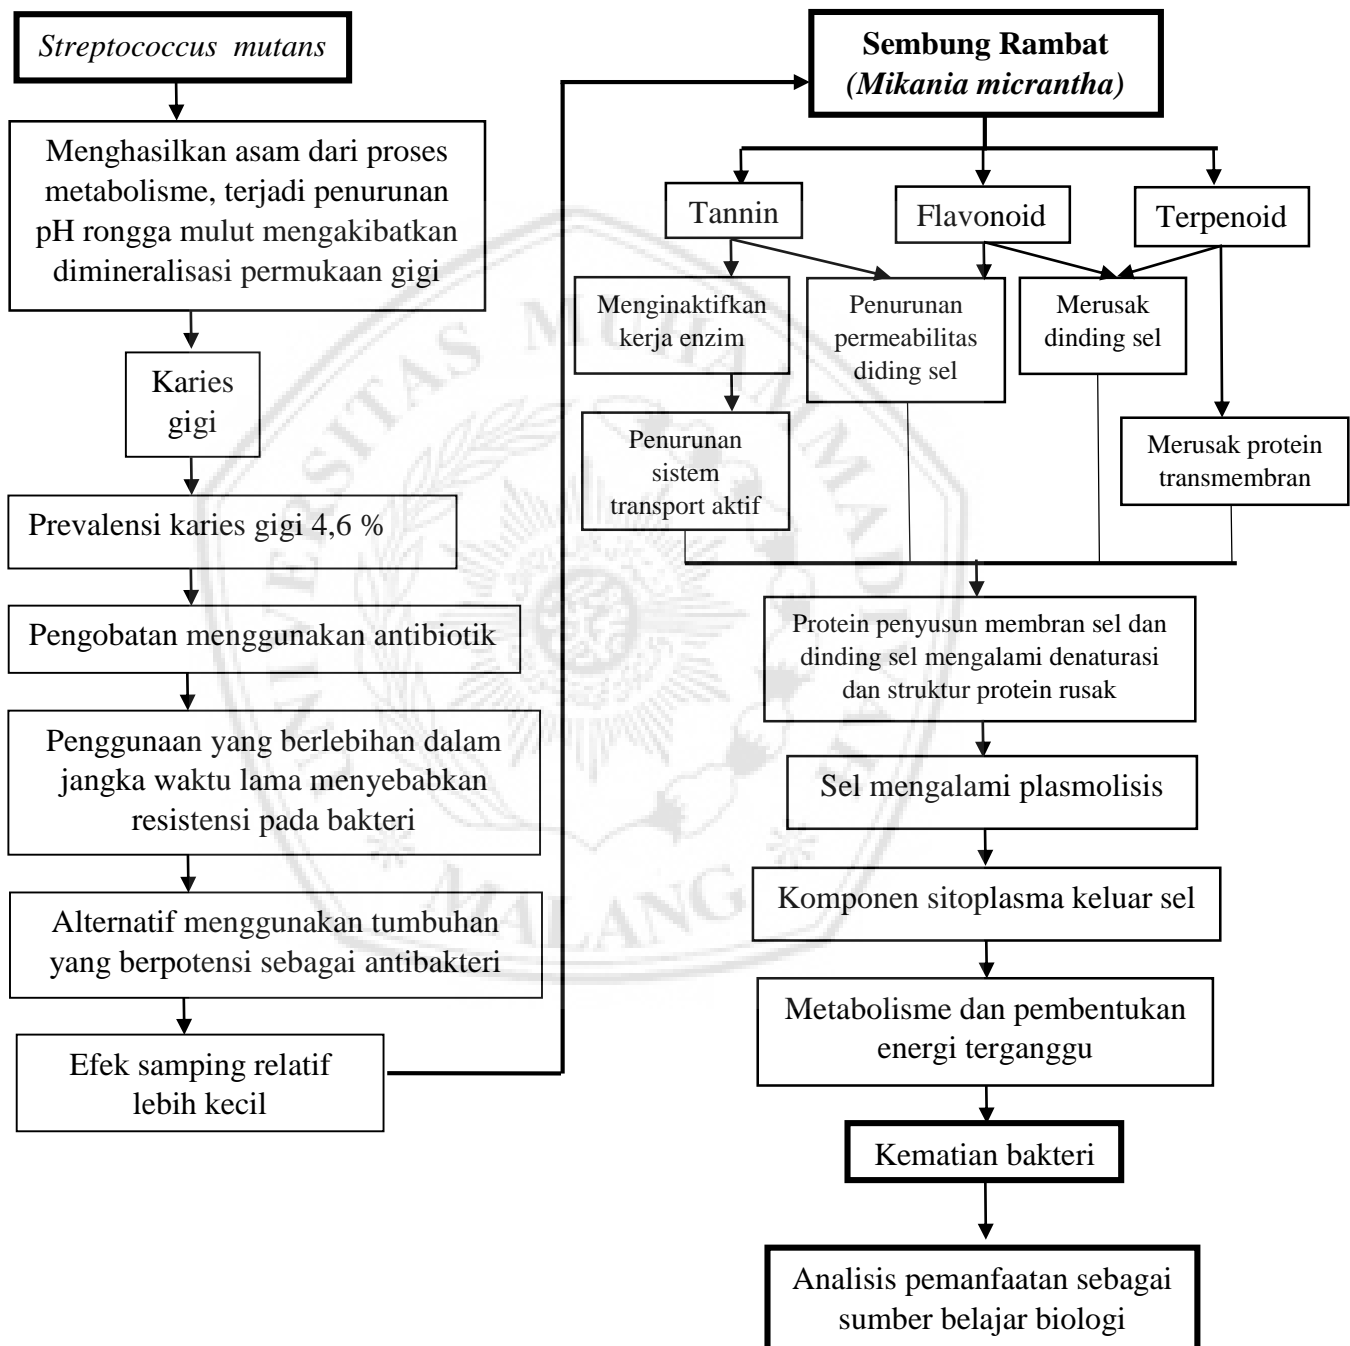 Streptococcus mutans
Menghasilkan asam dari proses
metabolisme, terjadi penurunan
pH rongga mulut mengakibatkan
dimineralisasi permukaan gigi
Karies
gigi
Prevalensi karies gigi 4,6 %
Pengobatan menggunakan antibiotik
Penggunaan yang berlebihan dalam
jangka waktu lama menyebabkan
resistensi pada bakteri
Alternatif menggunakan tumbuhan
yang berpotensi sebagai antibakteri
Efek samping relatif
lebih kecil
Sembung Rambat
(Mikania micrantha)
Tannin
Flavonoid
Terpenoid
Menginaktifkan
kerja enzim
Penurunan
permeabilitas
diding sel
Merusak
dinding sel
Penurunan
sistem
transport aktif
Merusak protein
transmembran
Protein penyusun membran sel dan
dinding sel mengalami denaturasi
dan struktur protein rusak
Sel mengalami plasmolisis
Komponen sitoplasma keluar sel
Metabolisme dan pembentukan
energi terganggu
Kematian bakteri
Analisis pemanfaatan sebagai
sumber belajar biologi
UNIVERSITAS MUHAMMADIYAH
MALANG